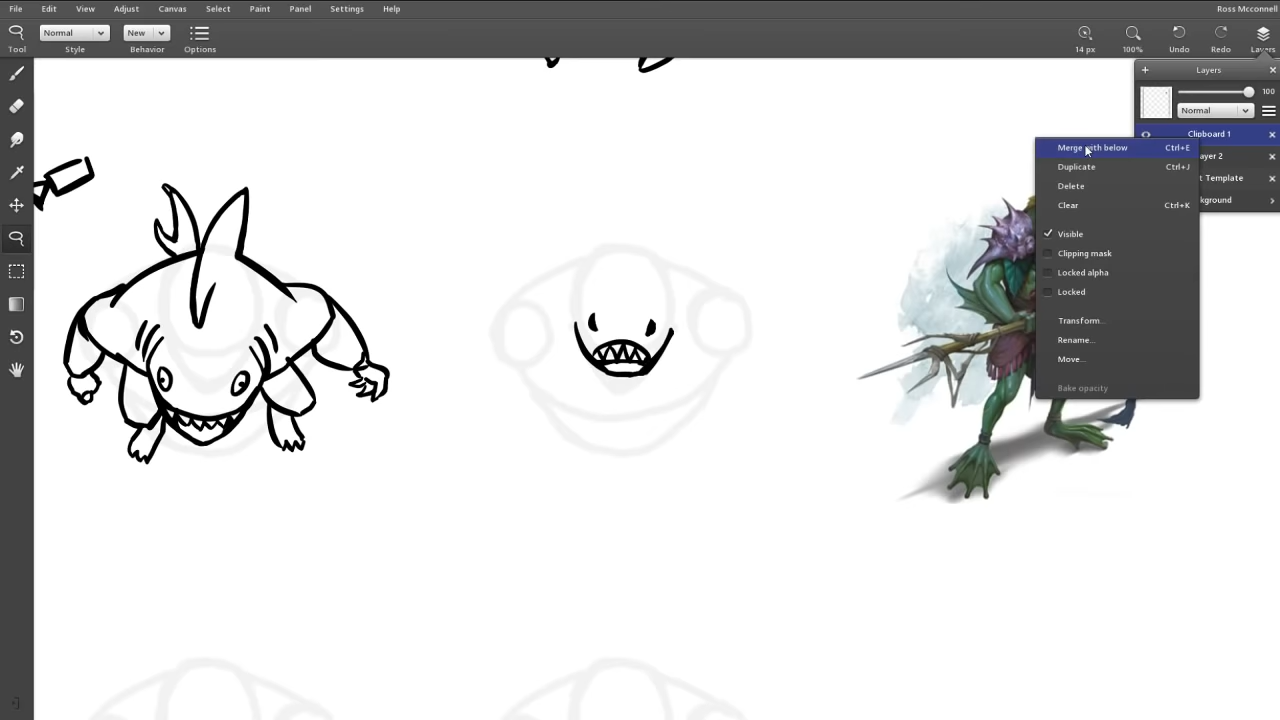 File Edit View Adjust Canvas Select Paint Panel Settings Help Ross Mcconnell
Normal New
Tool Style Behavior Options 14 px 100% Undo Redo Layers
Layers
100
Normal
Clipboard 1
Merge with below Ctrl+E
ayer 2
Duplicate Ctrl+J
t Template
Delete
Clear Ctrl+K
kground
Visible
Clipping mask
Locked alpha
Locked
Transform...
Rename...
Move...
Bake opacity